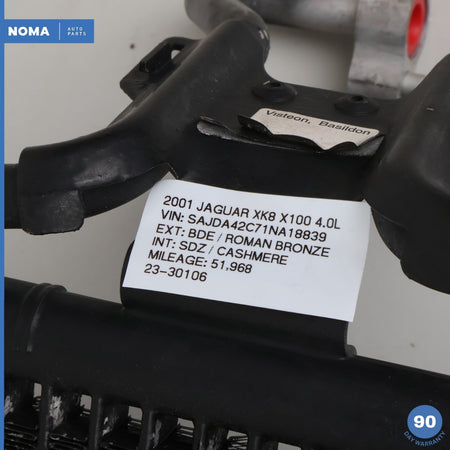 NOMA AUTO PARTS
Visteon, Basildon
2001 JAGUAR XK8 X100 4.0L
VIN: SAJDA42C71NA18839
EXT: BDE / ROMAN BRONZE
INT: SDZ / CASHMERE
MILEAGE: 51,968
23-30106
NOMA
90
DAY WARRANTY